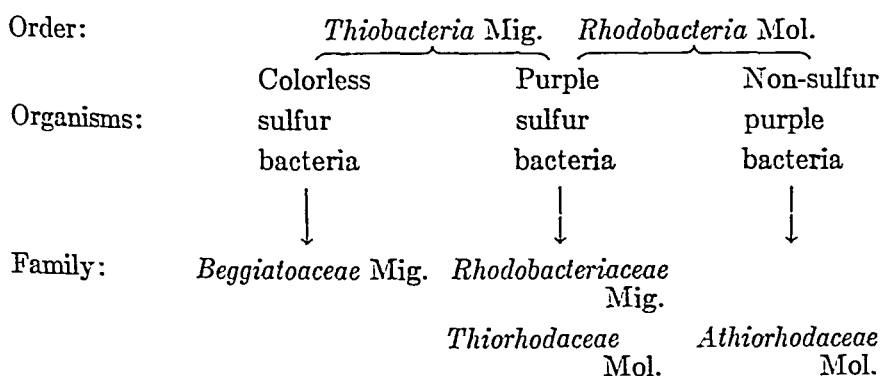 Order: Thiobacteria Mig. Rhodobacteria Mol.
Colorless Purple Non-sulfur
Organisms: sulfur sulfur purple
bacteria bacteria bacteria
Family: Beggiatoaceae Mig. Rhodobacteriaceae
Mig.
Thiorhodaceae Athiorhodaceae
Mol. Mol.